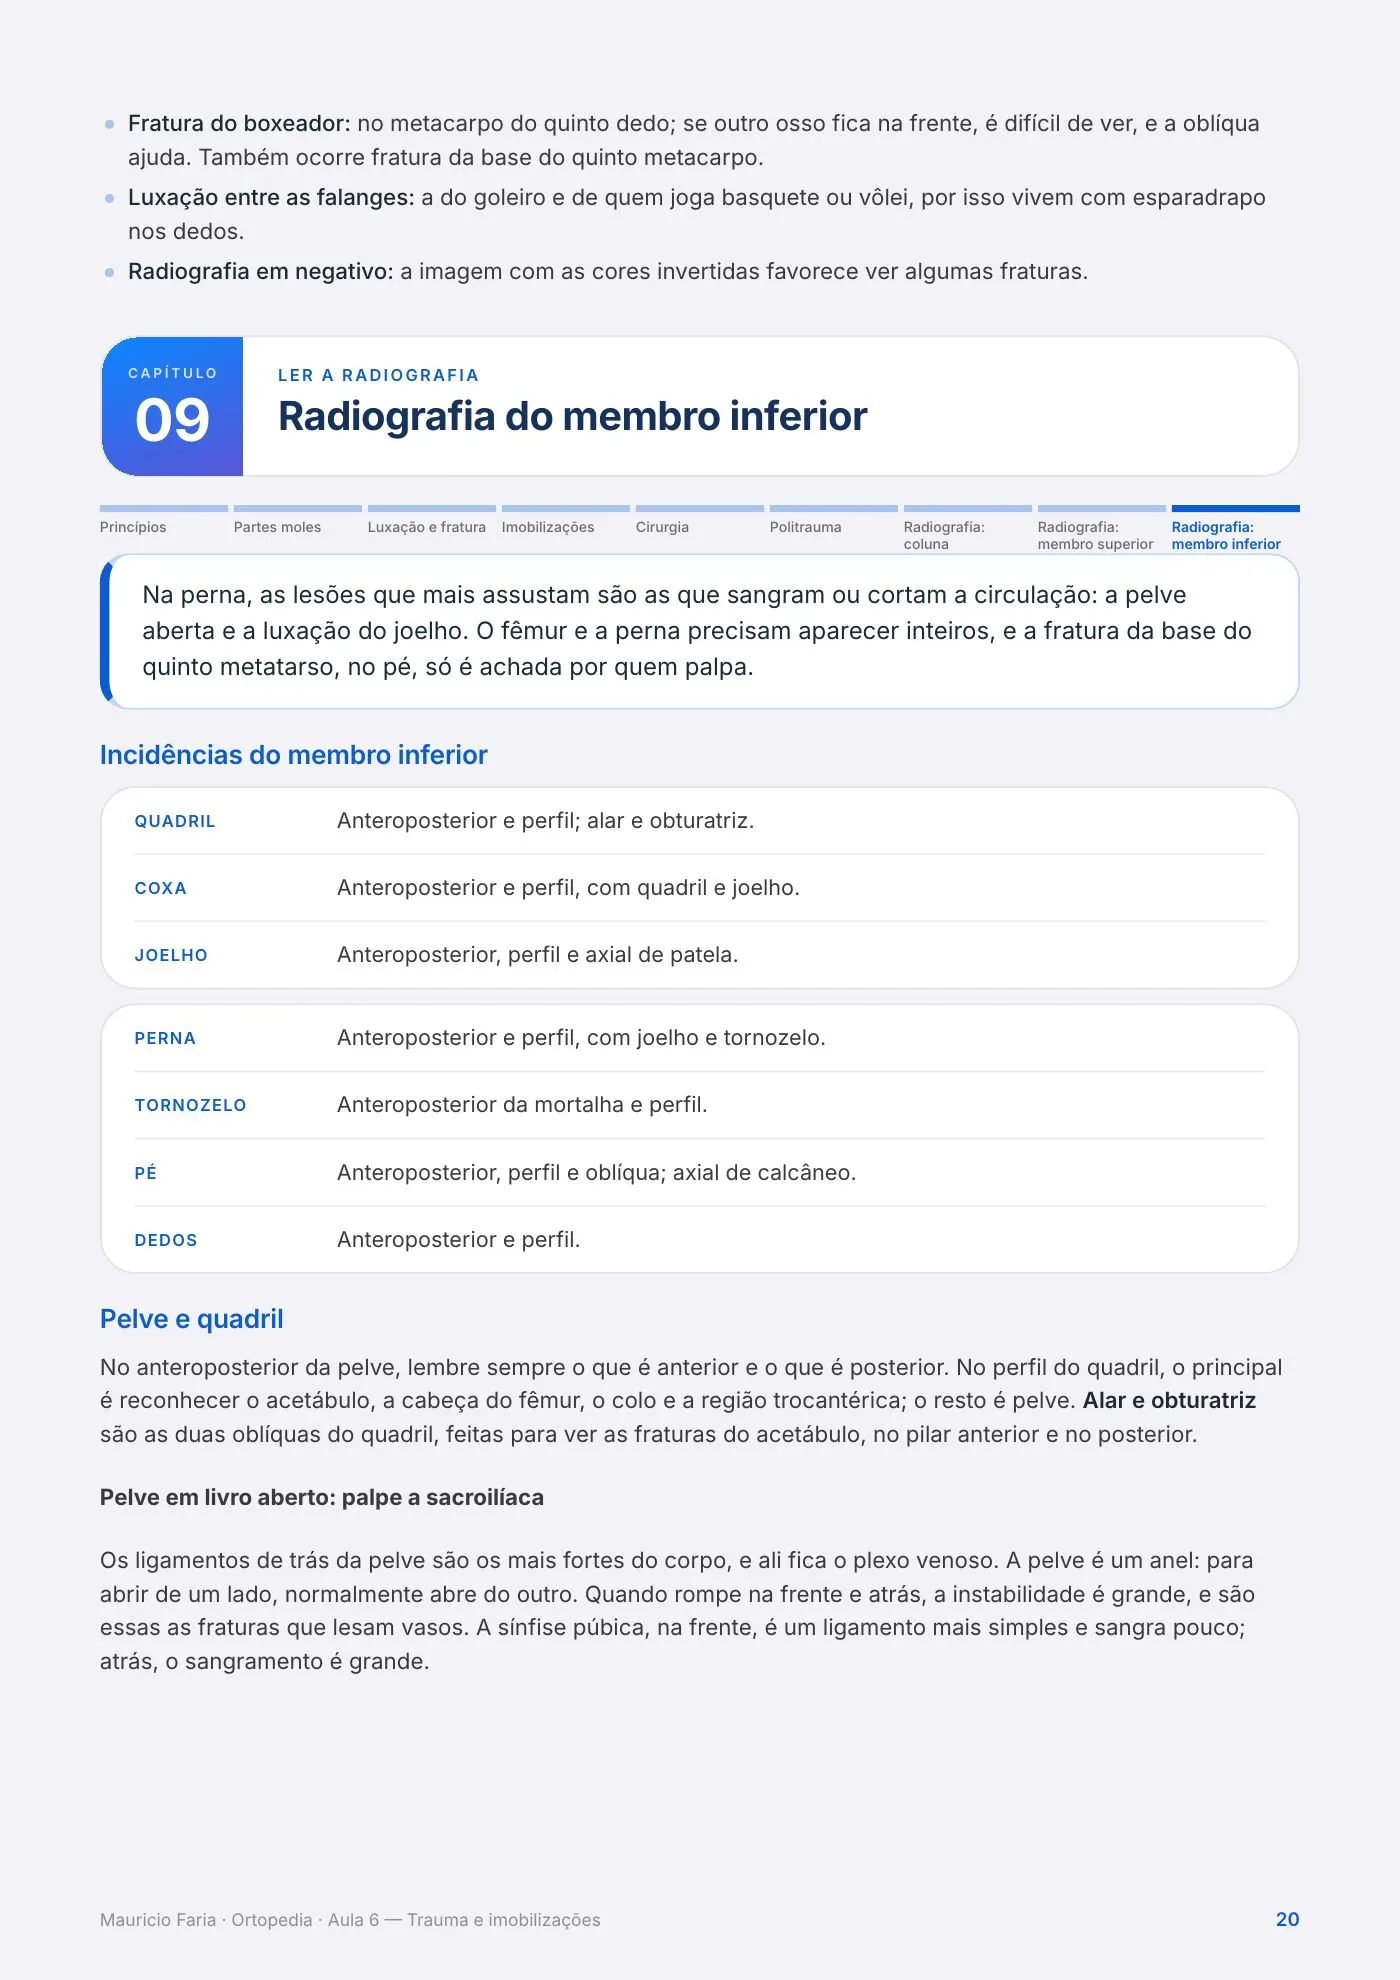 Fratura do boxeador: no metacarpo do quinto dedo; se outro osso fica na frente, é difícil de ver, e a oblíqua
ajuda. Também ocorre fratura da base do quinto metacarpo.
Luxação entre as falanges: a do goleiro e de quem joga basquete ou vôlei, por isso vivem com esparadrapo
nos dedos.
Radiografia em negativo: a imagem com as cores invertidas favorece ver algumas fraturas.
CAPÍTULO
09
LER A RADIOGRAFIA
Radiografia do membro inferior
Princípios
Partes moles
Luxação e fratura
Imobilizações
Cirurgia
Politrauma
Radiografia:
coluna
Radiografia:
membro superior
Radiografia:
membro inferior
Na perna, as lesões que mais assustam são as que sangram ou cortam a circulação: a pelve
aberta e a luxação do joelho. O fêmur e a perna precisam aparecer inteiros, e a fratura da base do
quinto metatarso, no pé, só é achada por quem palpa.
Incidências do membro inferior
QUADRIL Anteroposterior e perfil; alar e obturatriz.
COXA Anteroposterior e perfil, com quadril e joelho.
JOELHO Anteroposterior, perfil e axial de patela.
PERNA Anteroposterior e perfil, com joelho e tornozelo.
TORNOZELO Anteroposterior da mortalha e perfil.
PÉ Anteroposterior, perfil e oblíqua; axial de calcâneo.
DEDOS Anteroposterior e perfil.
Pelve e quadril
No anteroposterior da pelve, lembre sempre o que é anterior e o que é posterior. No perfil do quadril, o principal
é reconhecer o acetábulo, a cabeça do fêmur, o colo e a região trocantérica; o resto é pelve. Alar e obturatriz
são as duas oblíquas do quadril, feitas para ver as fraturas do acetábulo, no pilar anterior e no posterior.
Pelve em livro aberto: palpe a sacroilíaca
Os ligamentos de trás da pelve são os mais fortes do corpo, e ali fica o plexo venoso. A pelve é um anel: para
abrir de um lado, normalmente abre do outro. Quando rompe na frente e atrás, a instabilidade é grande, e são
essas as fraturas que lesam vasos. A sínfise púbica, na frente, é um ligamento mais simples e sangra pouco;
atrás, o sangramento é grande.
Mauricio Faria · Ortopedia · Aula 6 — Trauma e imobilizações
20